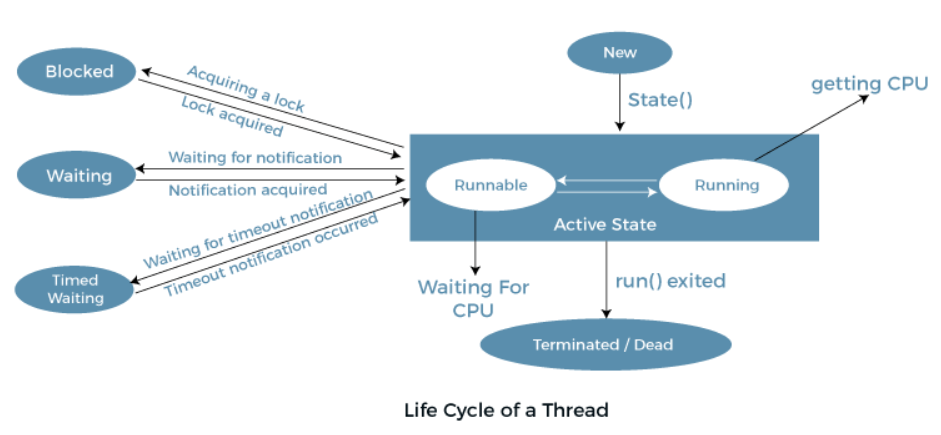 New
Blocked
Acquiring a lock
Lock acquired
State()
getting CPU
Waiting
Waiting for notification
Notification acquired
Runnable
Running
Active State
Waiting for timeout notification
Timeout notification occurred
Timed
Waiting
Waiting For
CPU
run() exited
Terminated / Dead
Life Cycle of a Thread